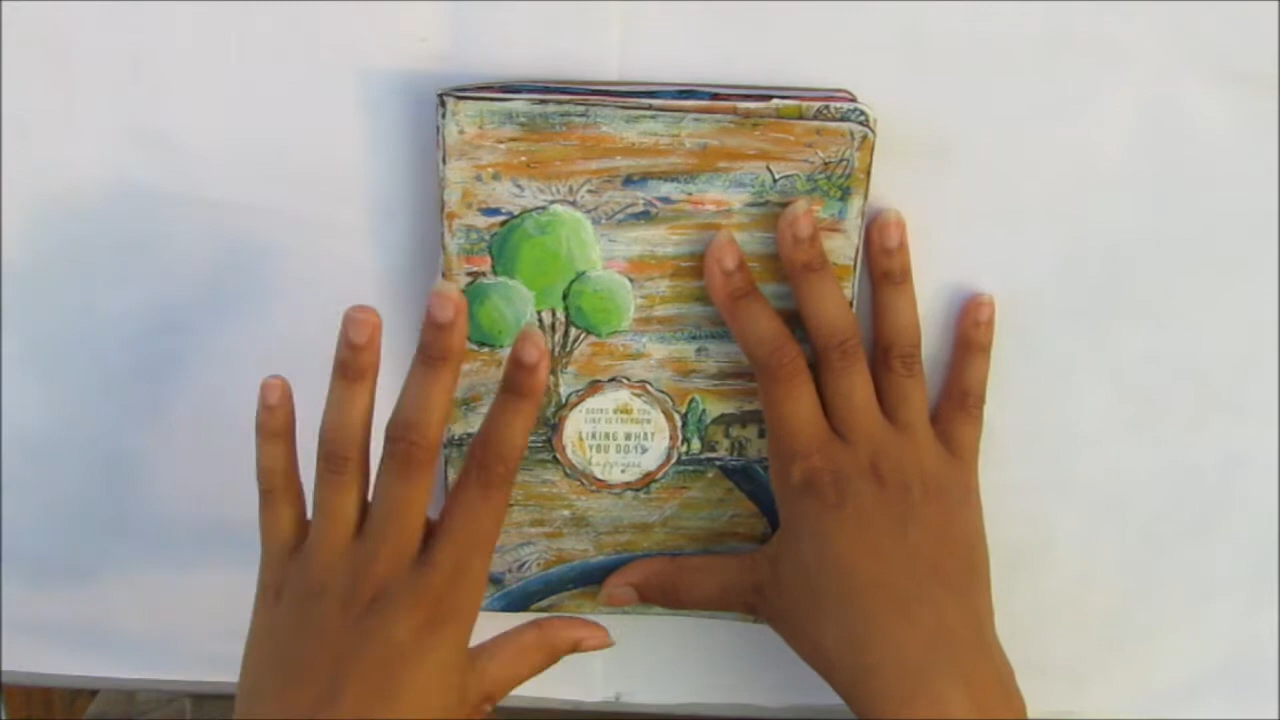 DOING WHAT YOU
LIKE IS FREEDOM
LIKING WHAT
YOU DO IS
happiness